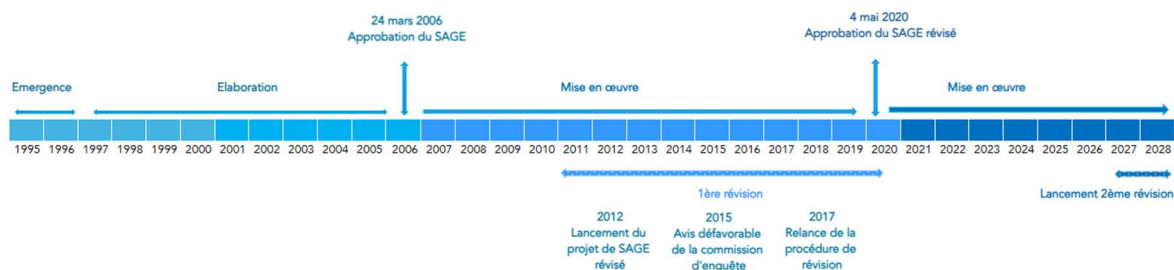 24 mars 2006
Approbation du SAGE
4 mai 2020
Approbation du SAGE révisé
Emergence
Elaboration
Mise en œuvre
Mise en œuvre
1995 1996 1997 1998 1999 2000 2001 2002 2003 2004 2005 2006 2007 2008 2009 2010 2011 2012 2013 2014 2015 2016 2017 2018 2019 2020 2021 2022 2023 2024 2025 2026 2027 2028
1ère révision
Lancement 2ème révision
2012
Lancement du
projet de SAGE
révisé
2015
Avis défavorable
de la commission
d'enquête
2017
Relance de la
procédure de
révision